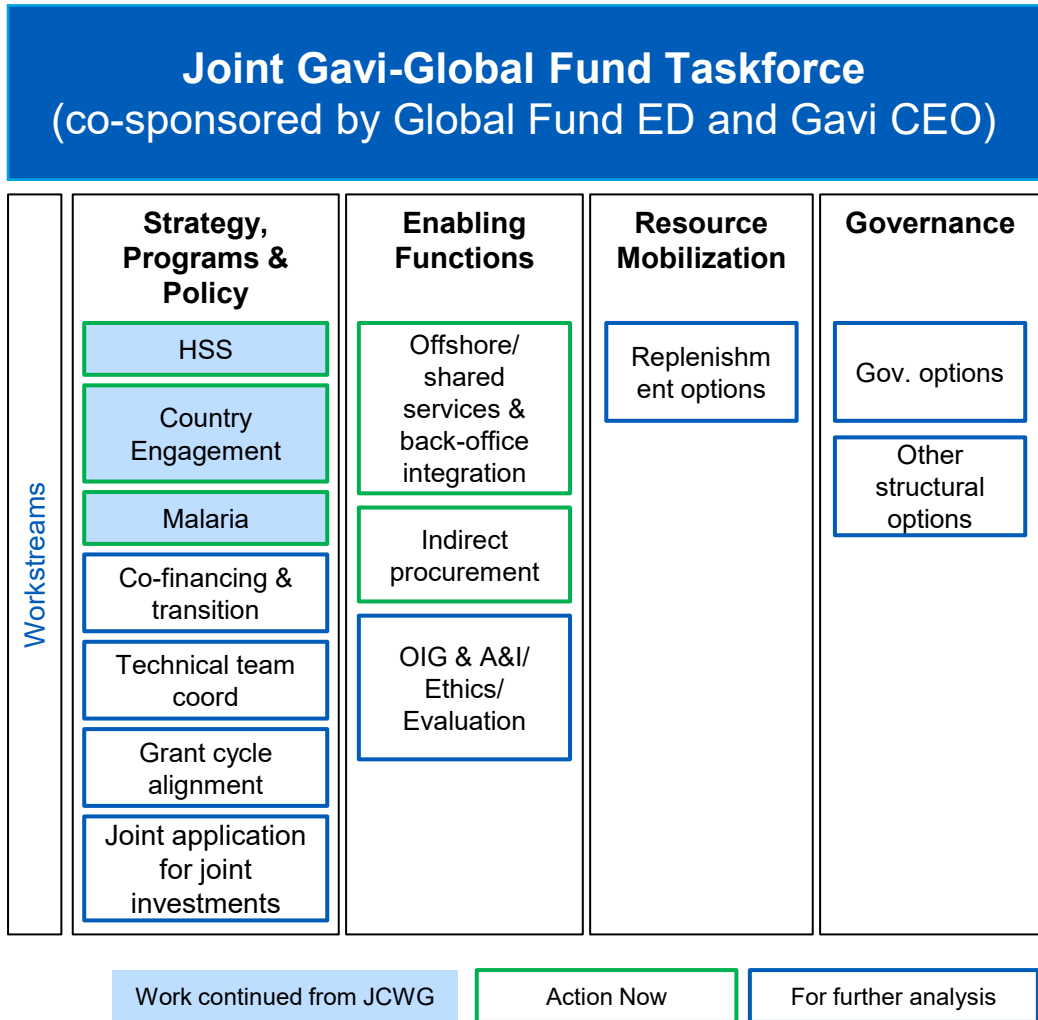 Joint Gavi-Global Fund Taskforce
(co-sponsored by Global Fund ED and Gavi CEO)
Workstreams
Strategy,
Programs &
Policy
HSS
Country
Engagement
Malaria
Co-financing &
transition
Technical team
coord
Grant cycle
alignment
Joint application
for joint
investments
Enabling
Functions
Offshore/
shared
services &
back-office
integration
Indirect
procurement
OIG & A&I/
Ethics/
Evaluation
Resource
Mobilization
Replenishm
ent options
Governance
Gov. options
Other
structural
options
Work continued from JCWG
Action Now
For further analysis